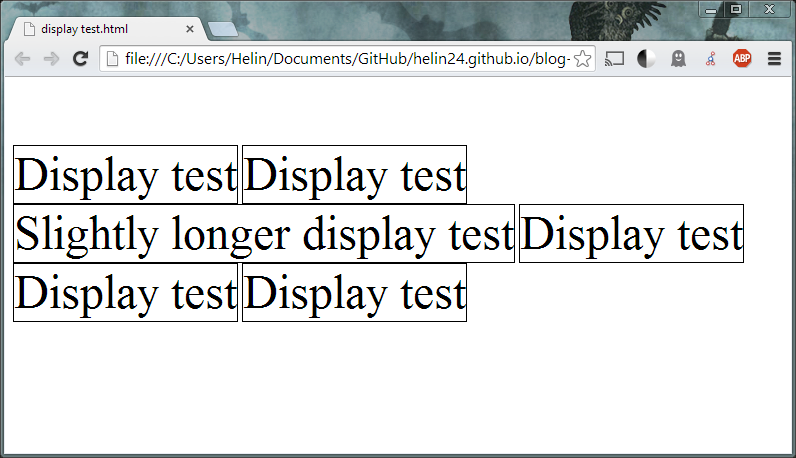 display test.html
file:///C:/Users/Helin/Documents/GitHub/helin24.github.io/blog-
ABP
Display test Display test
Slightly longer display test Display test
Display test Display test